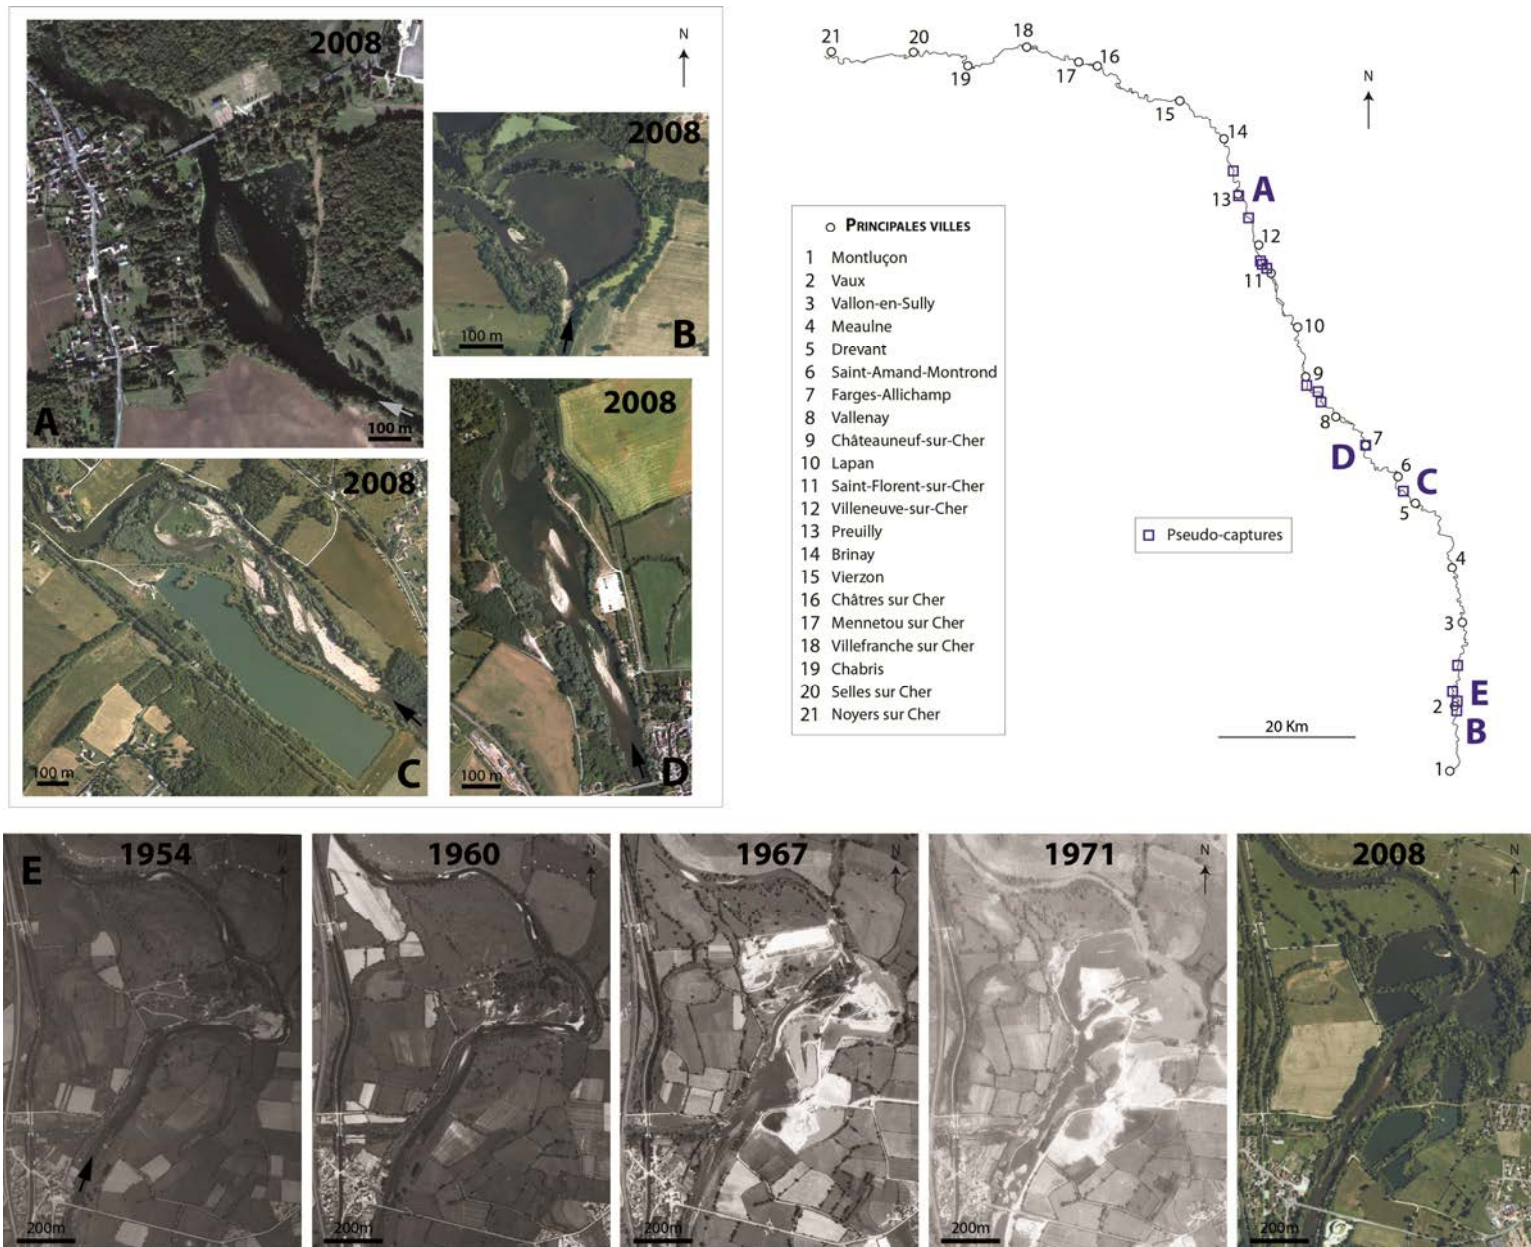 2008
A
100 m
N
2008
B
100 m
2008
C
100 m
2008
D
100 m
21
20
19
18
17
16
15
14
13
A
12
11
10
9
8
7
D
6
C
5
4
3
E
2
B
1
N
PRINCIPALES VILLES
1 Montluçon
2 Vaux
3 Vallon-en-Sully
4 Meaulne
5 Drevant
6 Saint-Amand-Montrond
7 Farges-Allichamp
8 Vallenay
9 Châteauneuf-sur-Cher
10 Lapan
11 Saint-Florent-sur-Cher
12 Villeneuve-sur-Cher
13 Preuilly
14 Brinay
15 Vierzon
16 Châtres sur Cher
17 Mennetou sur Cher
18 Villefranche sur Cher
19 Chabris
20 Selles sur Cher
21 Noyers sur Cher
Pseudo-captures
20 Km
E
1954
N
200m
1960
N
200m
1967
N
200m
1971
N
200m
2008
N
200m